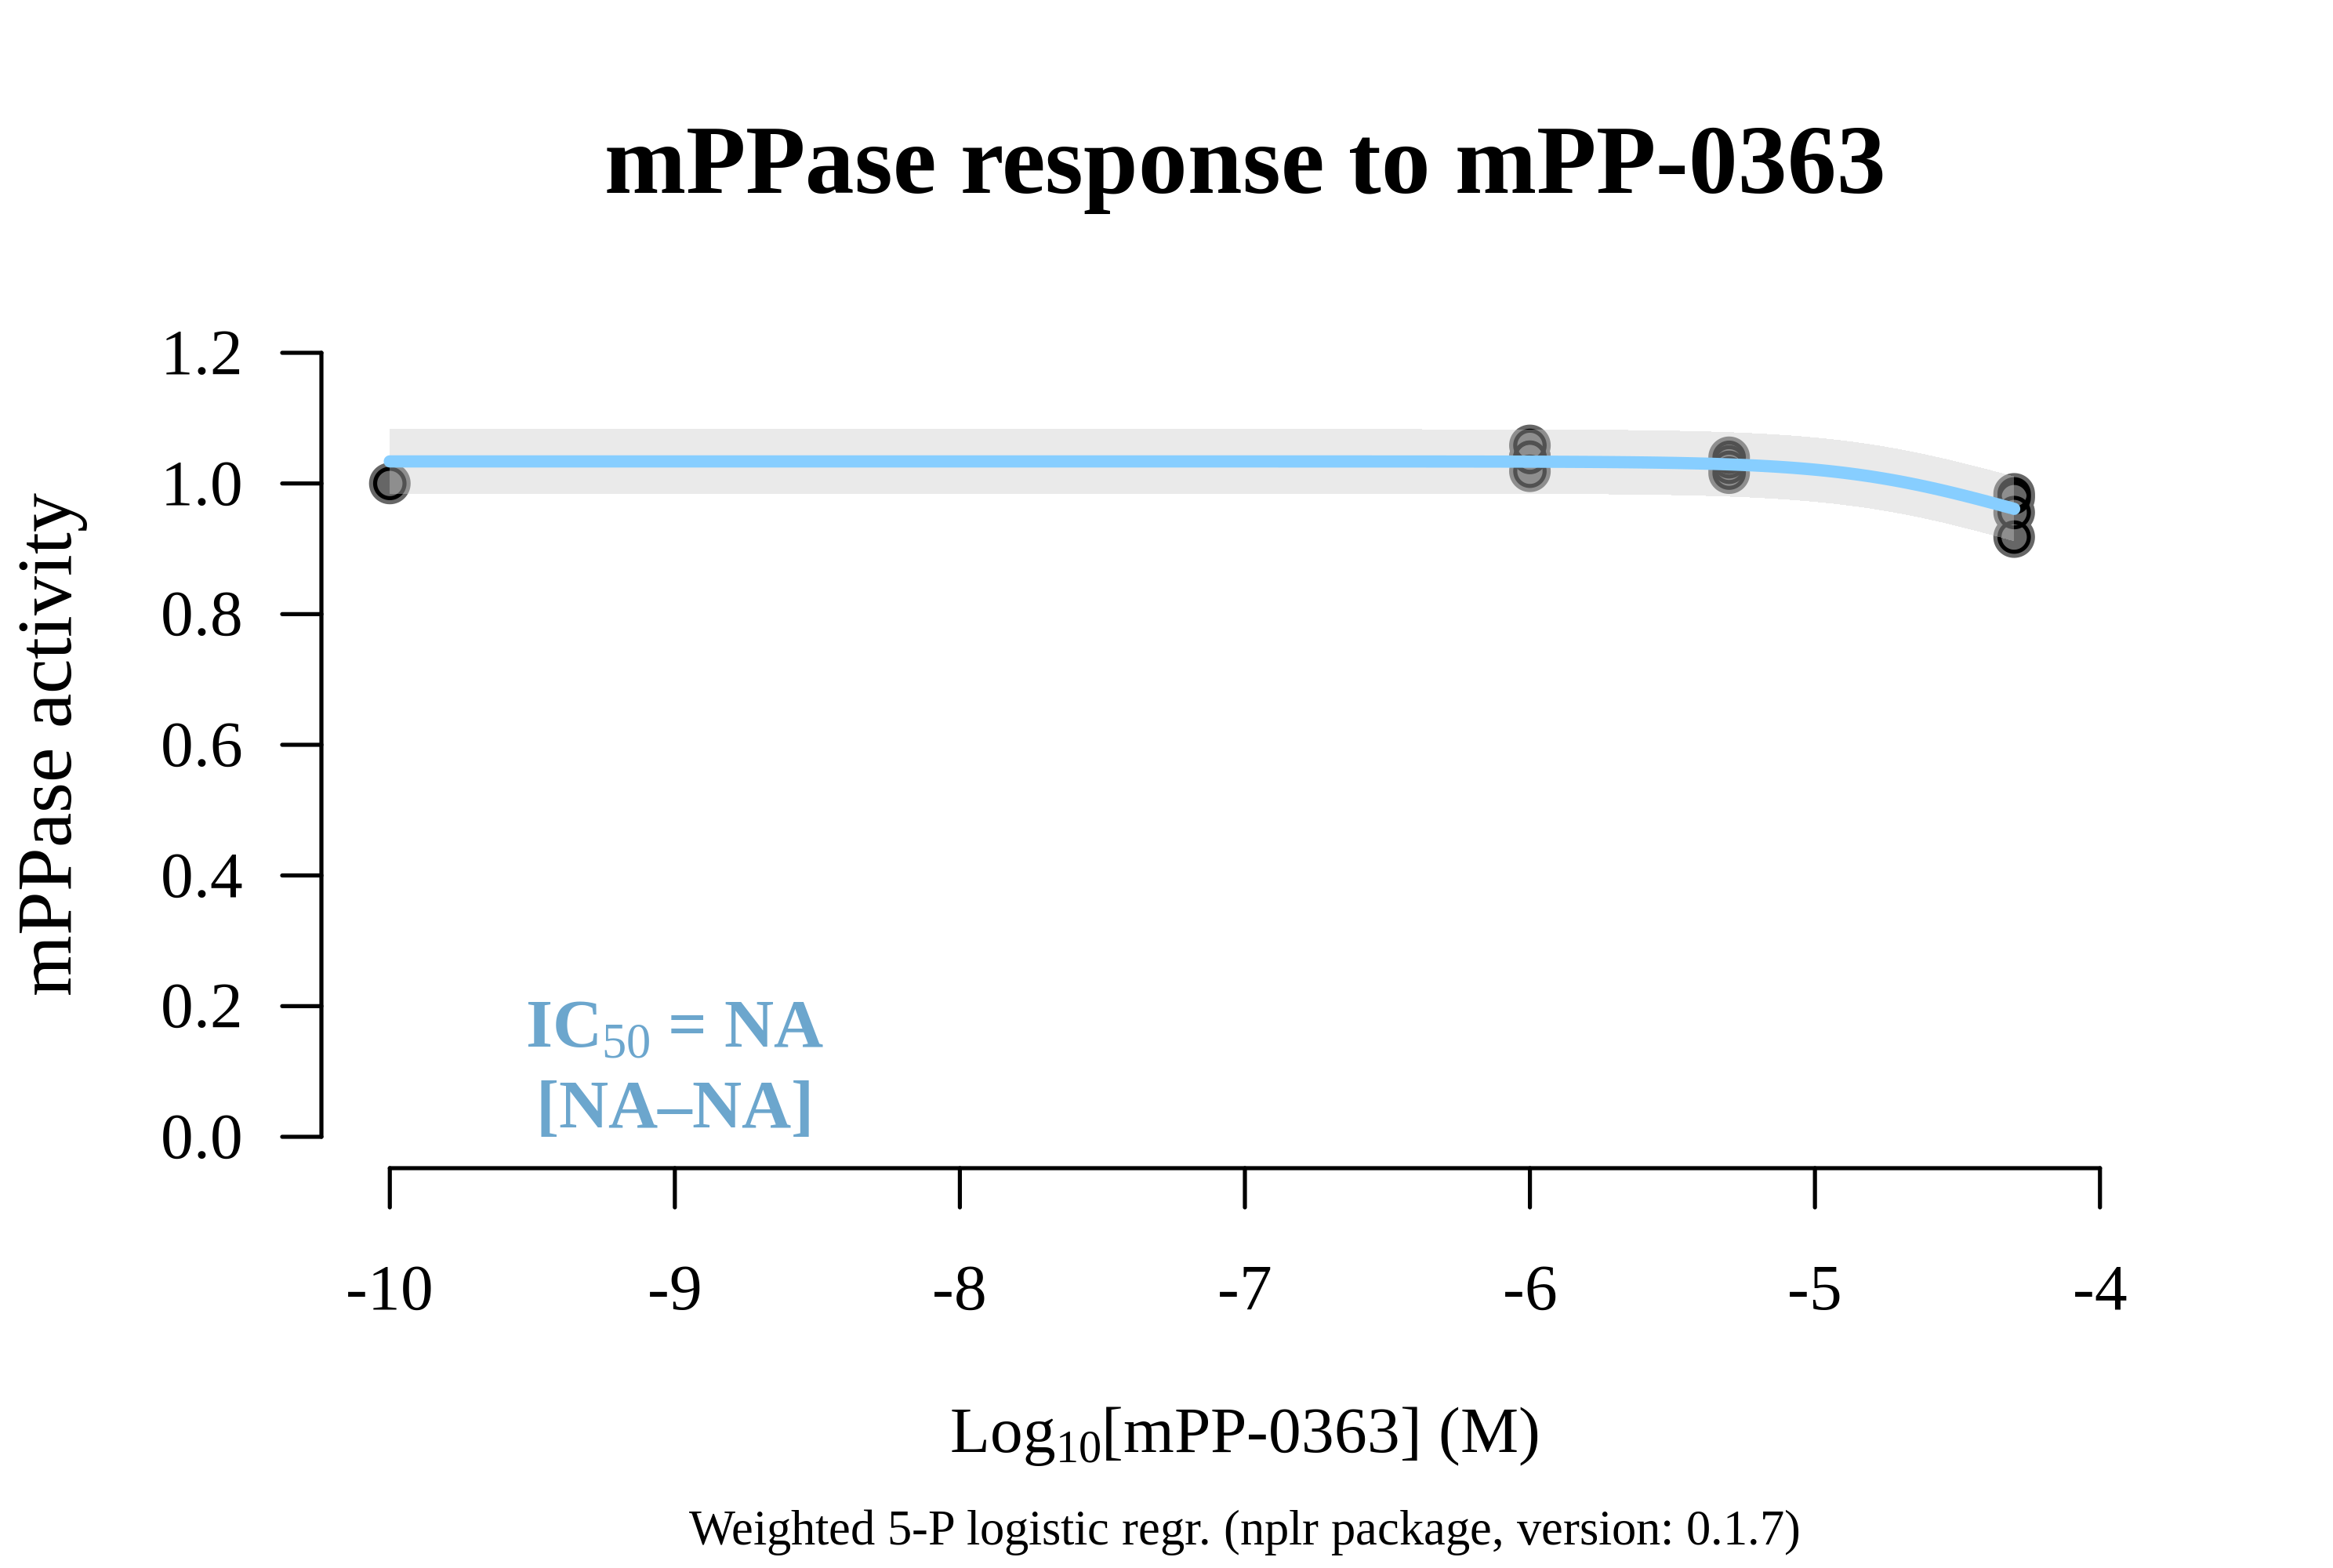 mPPase response to mPP-0363
mPPase activity
1.2
1.0
0.8
0.6
0.4
0.2
0.0
IC50 = NA
[NA–NA]
-10 -9 -8 -7 -6 -5 -4
Log10[mPP-0363] (M)
Weighted 5-P logistic regr. (nplr package, version: 0.1.7)